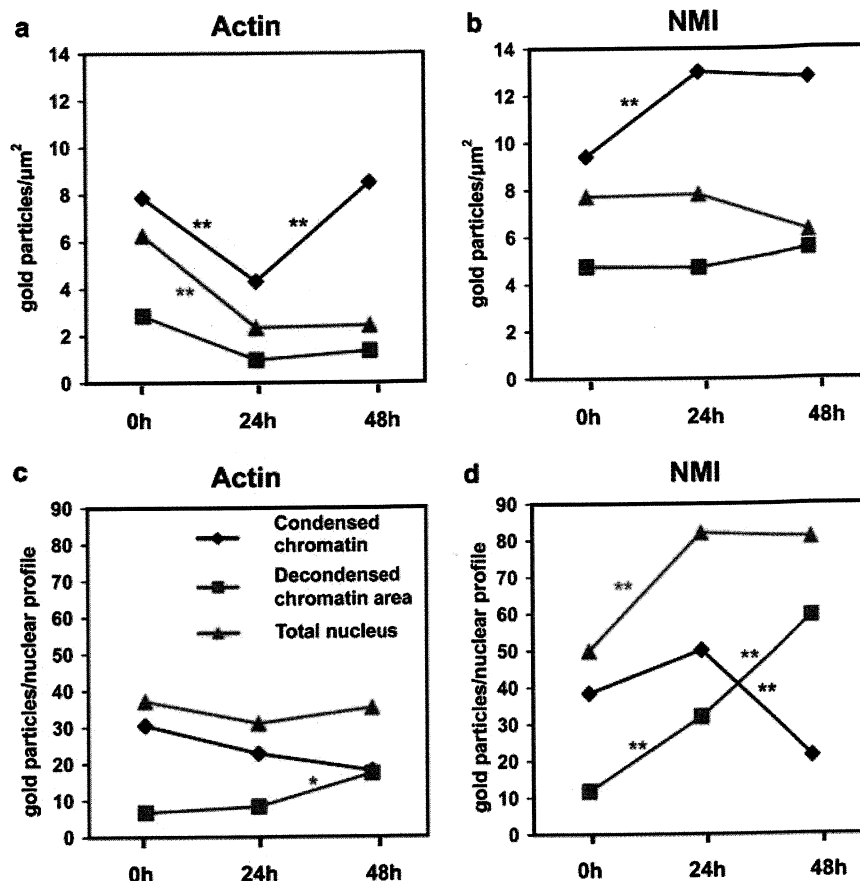 a
Actin
gold particles/µm²
14
12
10
8
6
4
2
0
**
**
**
0h
24h
48h
b
NMI
gold particles/µm²
14
12
10
8
6
4
2
0
**
0h
24h
48h
c
Actin
gold particles/nuclear profile
90
80
70
60
50
40
30
20
10
0
Condensed
chromatin
Decondensed
chromatin area
Total nucleus
*
0h
24h
48h
d
NMI
gold particles/nuclear profile
90
80
70
60
50
40
30
20
10
0
**
**
**
**
0h
24h
48h